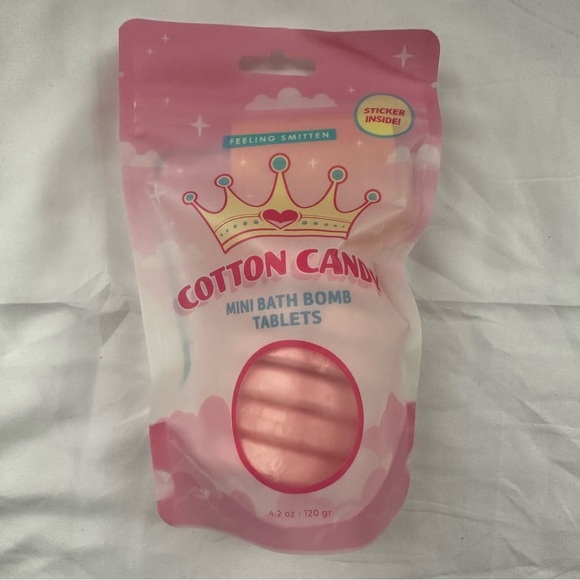 FEELING SMITTEN
STICKER
INSIDE!
COTTON CANDY
MINI BATH BOMB
TABLETS
4.2 oz - 120 gr